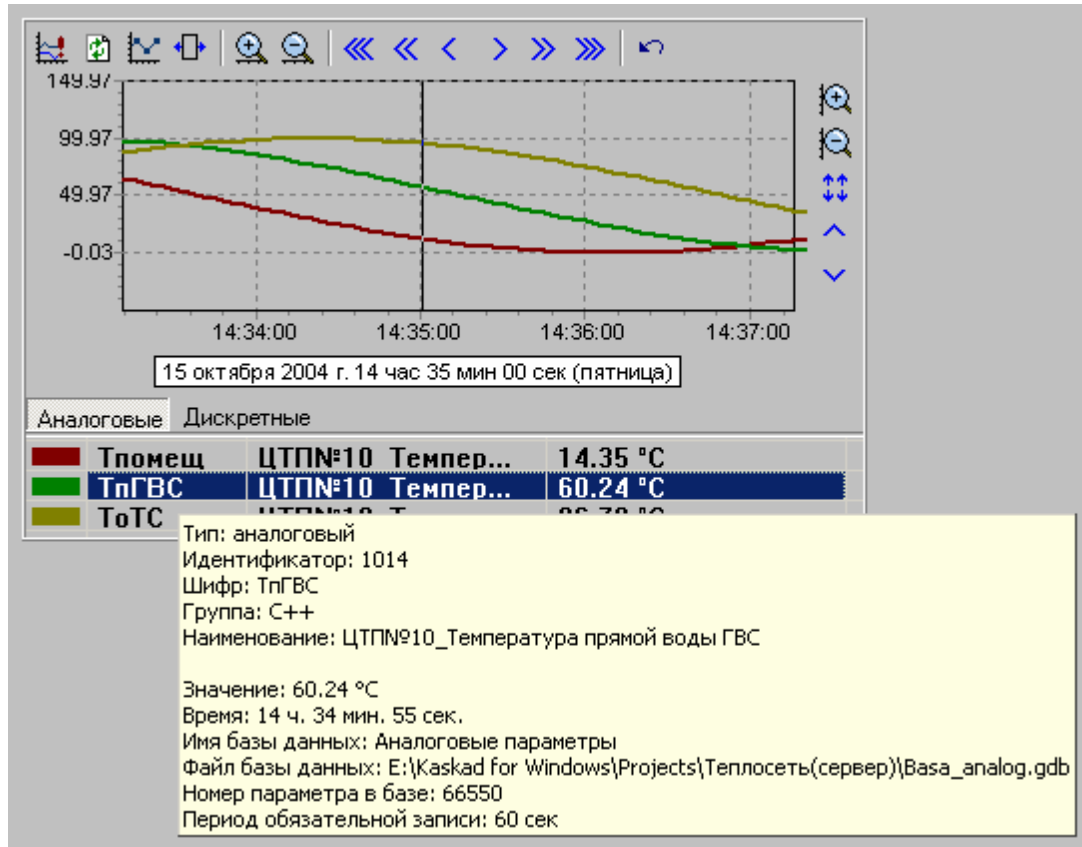 149.97
99.97
49.97
-0.03
14:34:00 14:35:00 14:36:00 14:37:00
15 октября 2004 г. 14 час 35 мин 00 сек (пятница)
Аналоговые Дискретные
Тпомещ ЦТП№10 Темпер... 14.35 °C
ТпГВС ЦТП№10 Темпер... 60.24 °C
ТоТС
Тип: аналоговый
Идентификатор: 1014
Шифр: ТпГВС
Группа: C++
Наименование: ЦТП№10_Температура прямой воды ГВС
Значение: 60.24 °C
Время: 14 ч. 34 мин. 55 сек.
Имя базы данных: Аналоговые параметры
Файл базы данных: E:\Kaskad for Windows\Projects\Теплосеть(сервер)\Basa_analog.gdb
Номер параметра в базе: 66550
Период обязательной записи: 60 сек